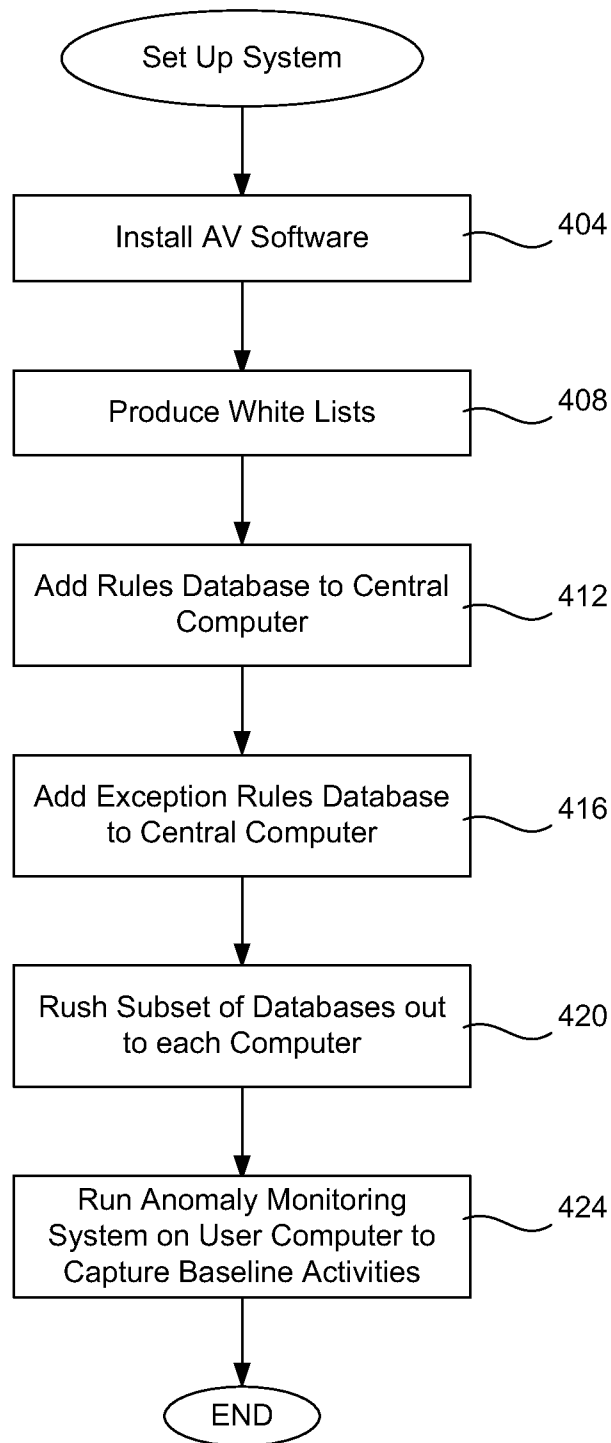 Set Up System
Install AV Software
404
Produce White Lists
408
Add Rules Database to Central
Computer
412
Add Exception Rules Database
to Central Computer
416
Rush Subset of Databases out
to each Computer
420
Run Anomaly Monitoring
System on User Computer to
Capture Baseline Activities
424
END